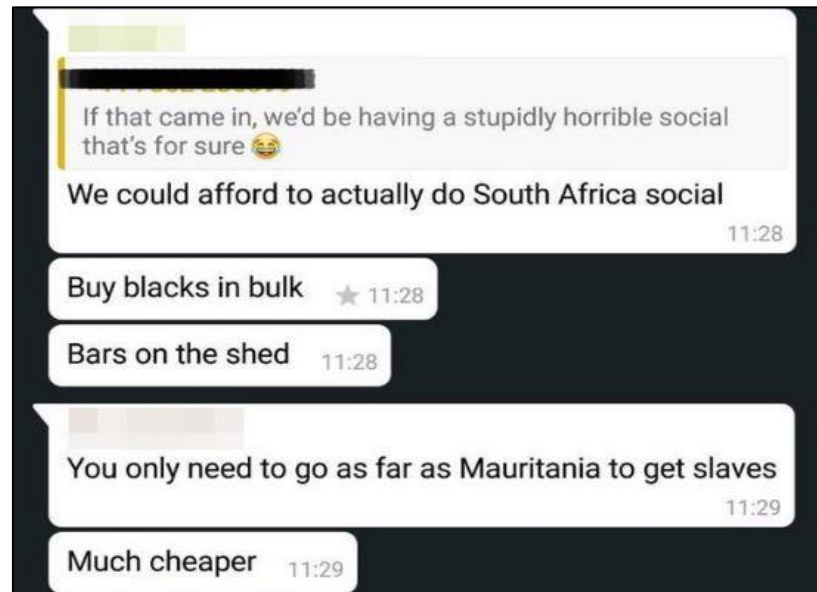 If that came in, we'd be having a stupidly horrible social
that's for sure 😂
We could afford to actually do South Africa social
11:28
Buy blacks in bulk ★ 11:28
Bars on the shed 11:28
You only need to go as far as Mauritania to get slaves
11:29
Much cheaper 11:29